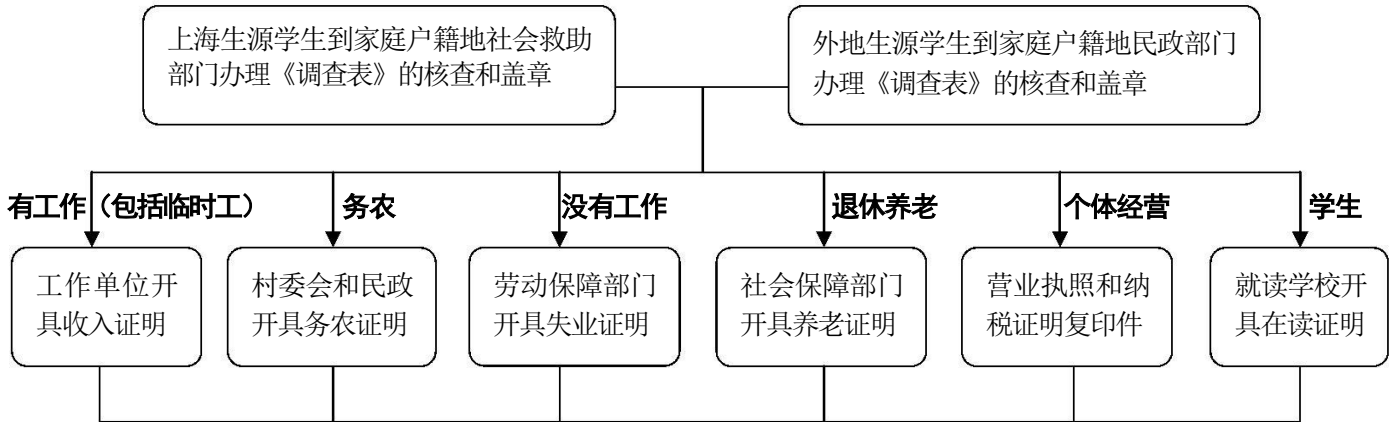 上海生源学生到家庭户籍地社会救助
部门办理《调查表》的核查和盖章
外地生源学生到家庭户籍地民政部门
办理《调查表》的核查和盖章
有工作（包括临时工）
务农
没有工作
退休养老
个体经营
学生
工作单位开
具收入证明
村委会和民政
开具务农证明
劳动保障部门
开具失业证明
社会保障部门
开具养老证明
营业执照和纳
税证明复印件
就读学校开
具在读证明